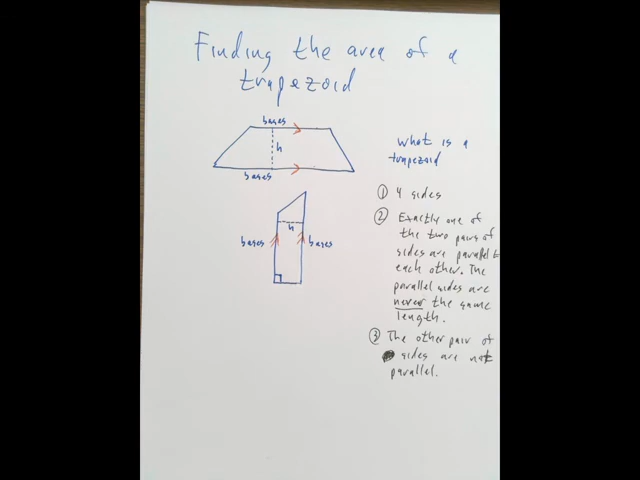 Finding the area of a
trapezoid
bases
h
bases
h
bases
bases
What is a
trapezoid
① 4 sides
② Exactly one of
the two pairs of
sides are parallel to
each other. The
parallel sides are
never the same
length.
③ The other pair of
sides are not
parallel.